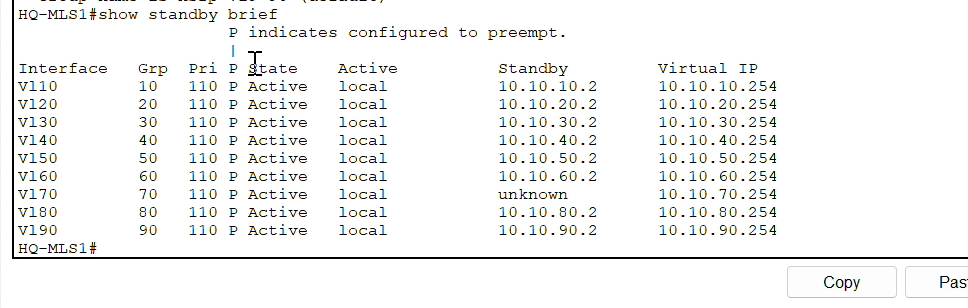 HQ-MLS1#show standby brief
P indicates configured to preempt.
|
Interface Grp Pri P State Active Standby Virtual IP
Vl10 10 110 P Active local 10.10.10.2 10.10.10.254
Vl20 20 110 P Active local 10.10.20.2 10.10.20.254
Vl30 30 110 P Active local 10.10.30.2 10.10.30.254
Vl40 40 110 P Active local 10.10.40.2 10.10.40.254
Vl50 50 110 P Active local 10.10.50.2 10.10.50.254
Vl60 60 110 P Active local 10.10.60.2 10.10.60.254
Vl70 70 110 P Active local unknown 10.10.70.254
Vl80 80 110 P Active local 10.10.80.2 10.10.80.254
Vl90 90 110 P Active local 10.10.90.2 10.10.90.254
HQ-MLS1#
Copy Pas